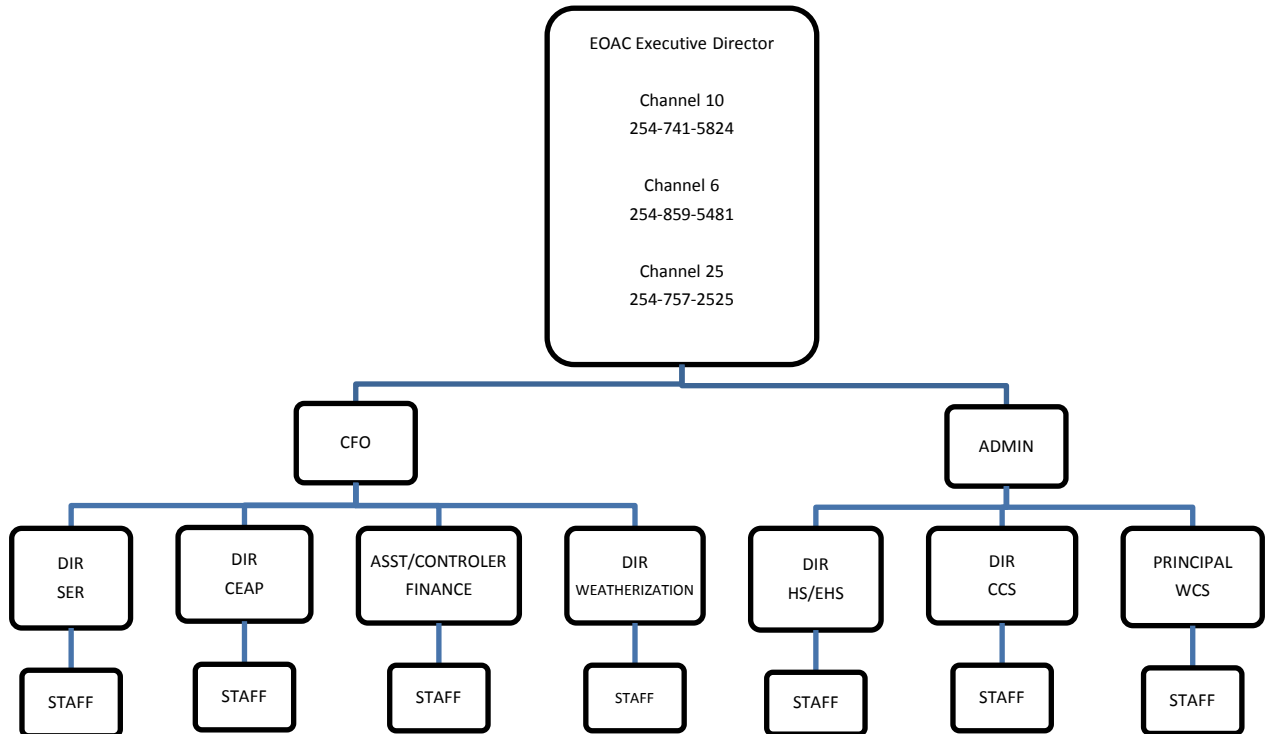 EOAC Executive Director
Channel 10
254-741-5824
Channel 6
254-859-5481
Channel 25
254-757-2525
CFO
ADMIN
DIR
SER
DIR
CEAP
ASST/CONTROLER
FINANCE
DIR
WEATHERIZATION
DIR
HS/EHS
DIR
CCS
PRINCIPAL
WCS
STAFF
STAFF
STAFF
STAFF
STAFF
STAFF
STAFF